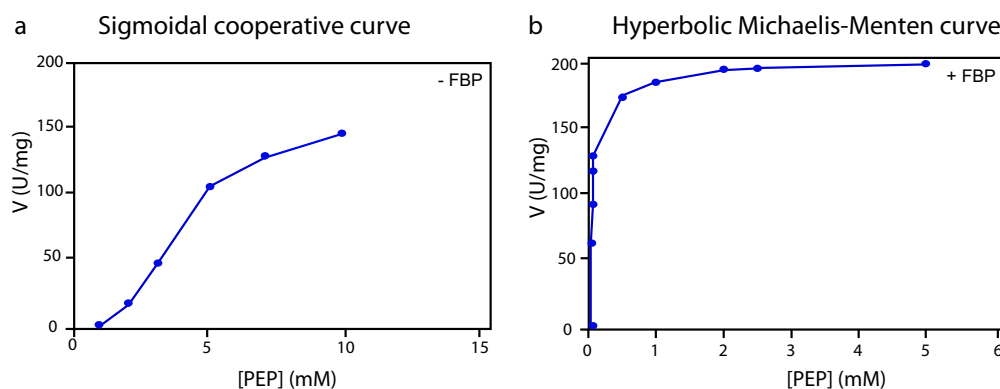 a Sigmoidal cooperative curve
200
150
100
50
0
V (U/mg)
- FBP
0 5 10 15
[PEP] (mM)
b Hyperbolic Michaelis-Menten curve
200
150
100
50
0
V (U/mg)
+ FBP
0 1 2 3 4 5 6
[PEP] (mM)